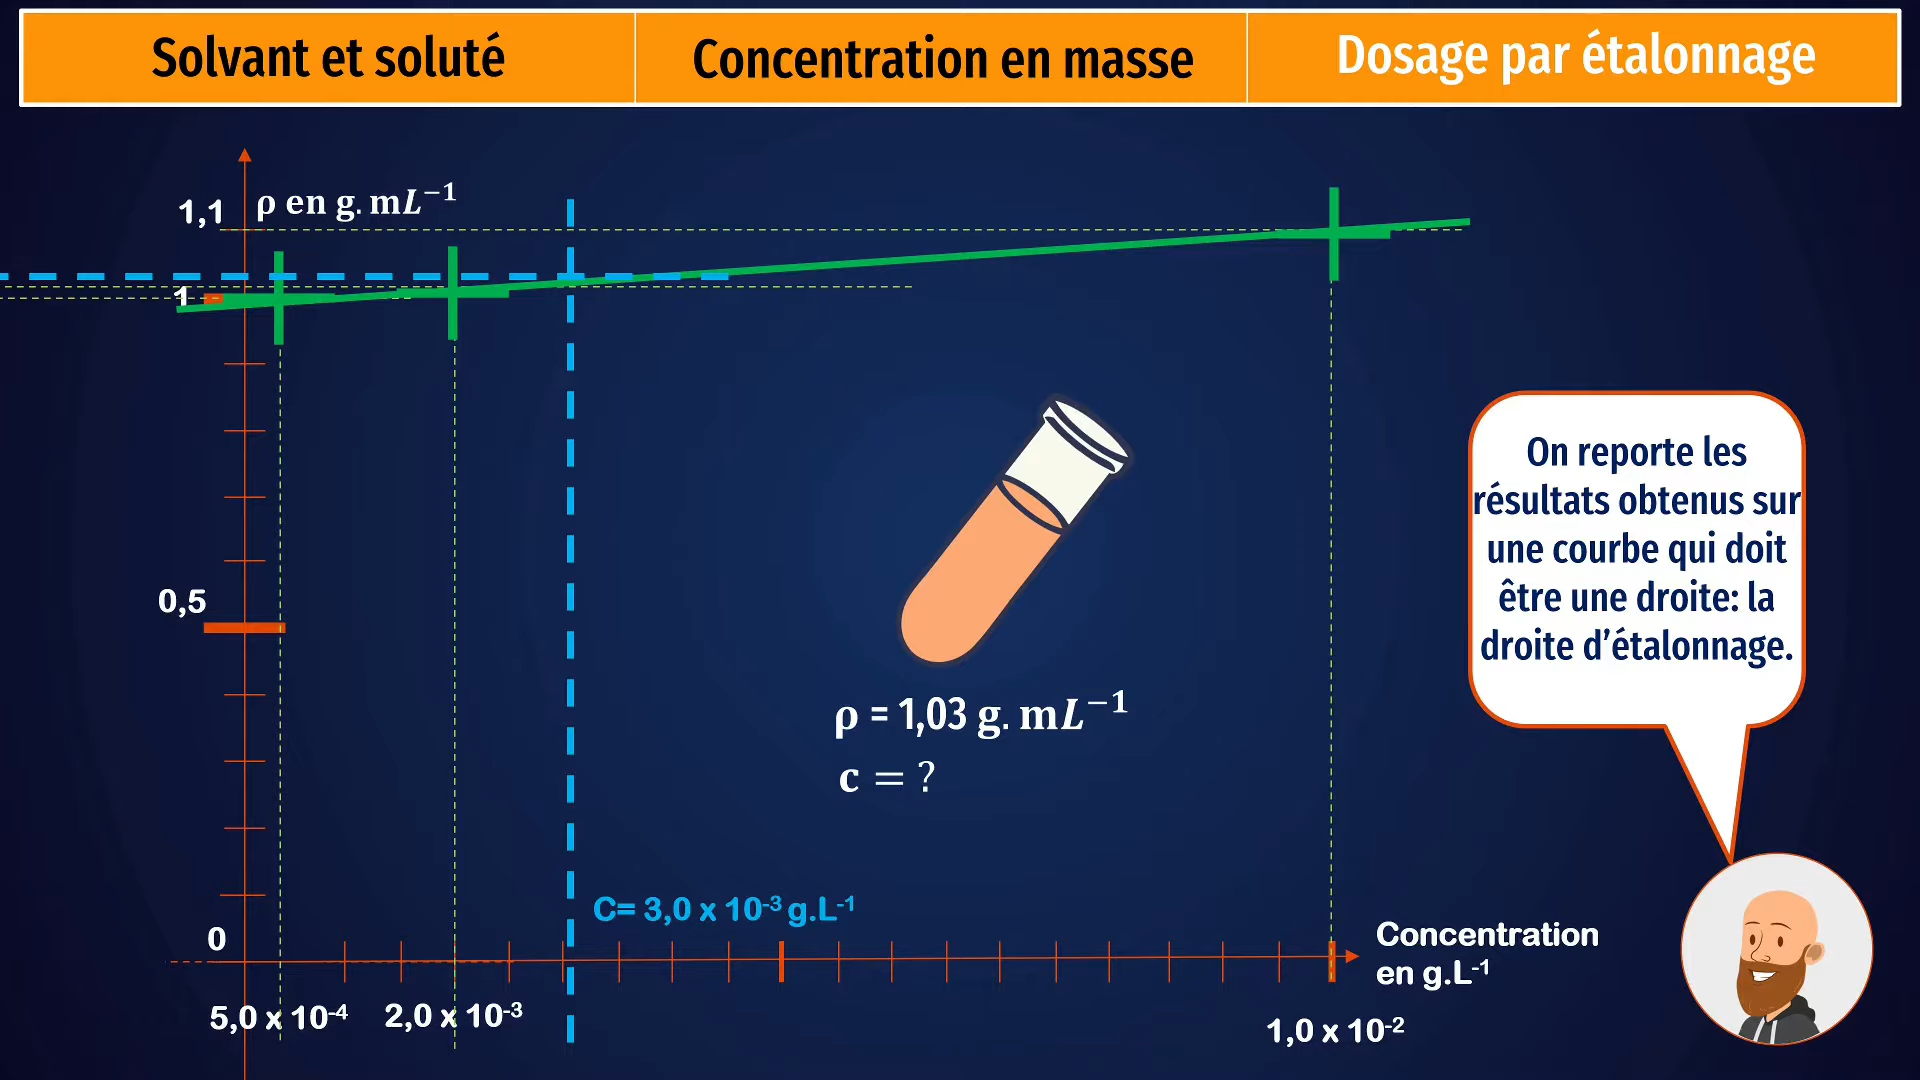 Solvant et soluté
Concentration en masse
Dosage par étalonnage
ρ en g. mL⁻¹
1,1
1
0,5
0
On reporte les
résultats obtenus sur
une courbe qui doit
être une droite: la
droite d’étalonnage.
ρ = 1,03 g. mL⁻¹
c = ?
C= 3,0 x 10⁻³ g.L⁻¹
Concentration
en g.L⁻¹
5,0 x 10⁻⁴
2,0 x 10⁻³
1,0 x 10⁻²